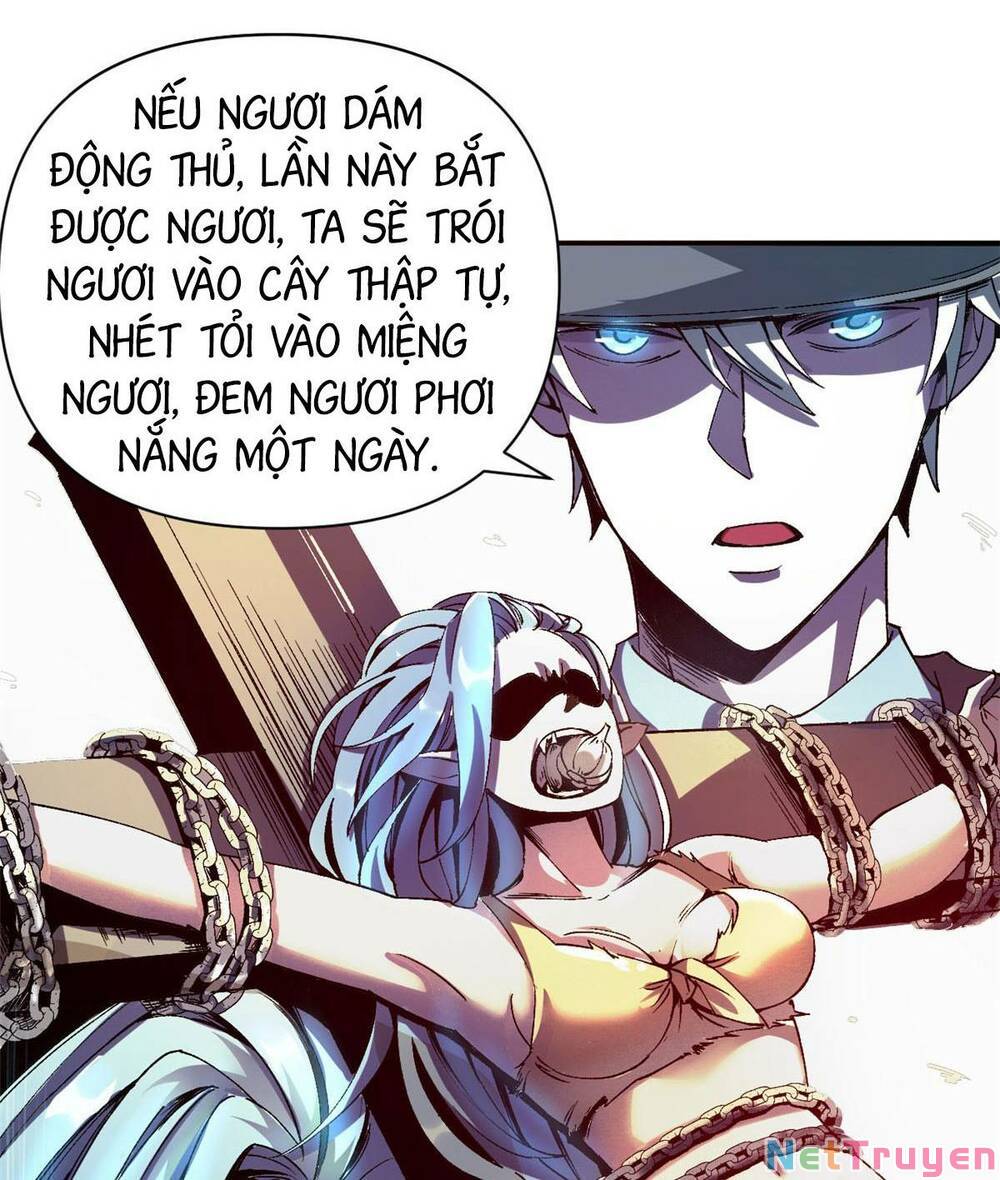 NẾU NGƯƠI DÁM
ĐỘNG THỦ, LẦN NÀY BẮT
ĐƯỢC NGƯƠI, TA SẼ TRÓI
NGƯƠI VÀO CÂY THẬP TỰ,
NHÉT TỎI VÀO MIỆNG
NGƯƠI, ĐEM NGƯƠI PHƠI
NẮNG MỘT NGÀY.
NetTruyen